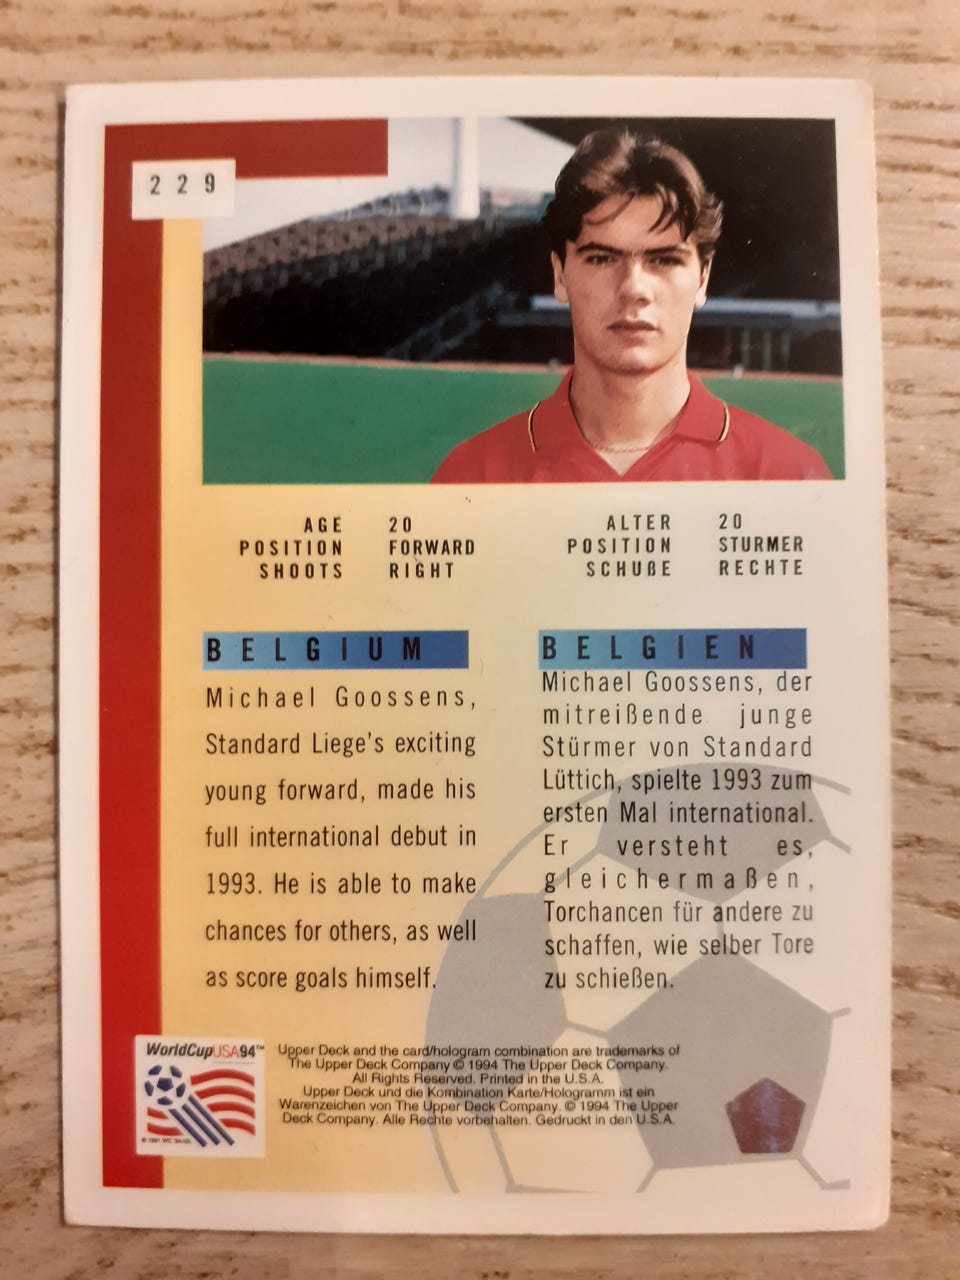 2 2 9
AGE 20
POSITION FORWARD
SHOOTS RIGHT
ALTER 20
POSITION STURMER
SCHUßE RECHTE
BELGIUM
Michael Goossens,
Standard Liege's exciting
young forward, made his
full international debut in
1993. He is able to make
chances for others, as well
as score goals himself.
BELGIEN
Michael Goossens, der
mitreißende junge
Stürmer von Standard
Lüttich, spielte 1993 zum
ersten Mal international.
Er versteht es,
gleichermaßen,
Torchancen für andere zu
schaffen, wie selber Tore
zu schießen.
WorldCupUSA94™
Upper Deck and the card/hologram combination are trademarks of
The Upper Deck Company © 1994 The Upper Deck Company.
All Rights Reserved. Printed in the U.S.A.
Upper Deck und die Kombination Karte/Hologramm ist ein
Warenzeichen von The Upper Deck Company. © 1994 The Upper
Deck Company. Alle Rechte vorbehalten. Gedruckt in den U.S.A.